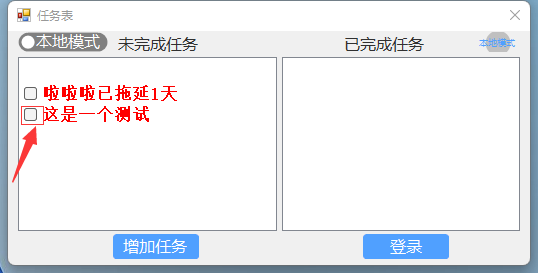 任务表
本地模式 未完成任务 已完成任务 本地模式
啦啦啦已拖延1天
这是一个测试
增加任务 登录